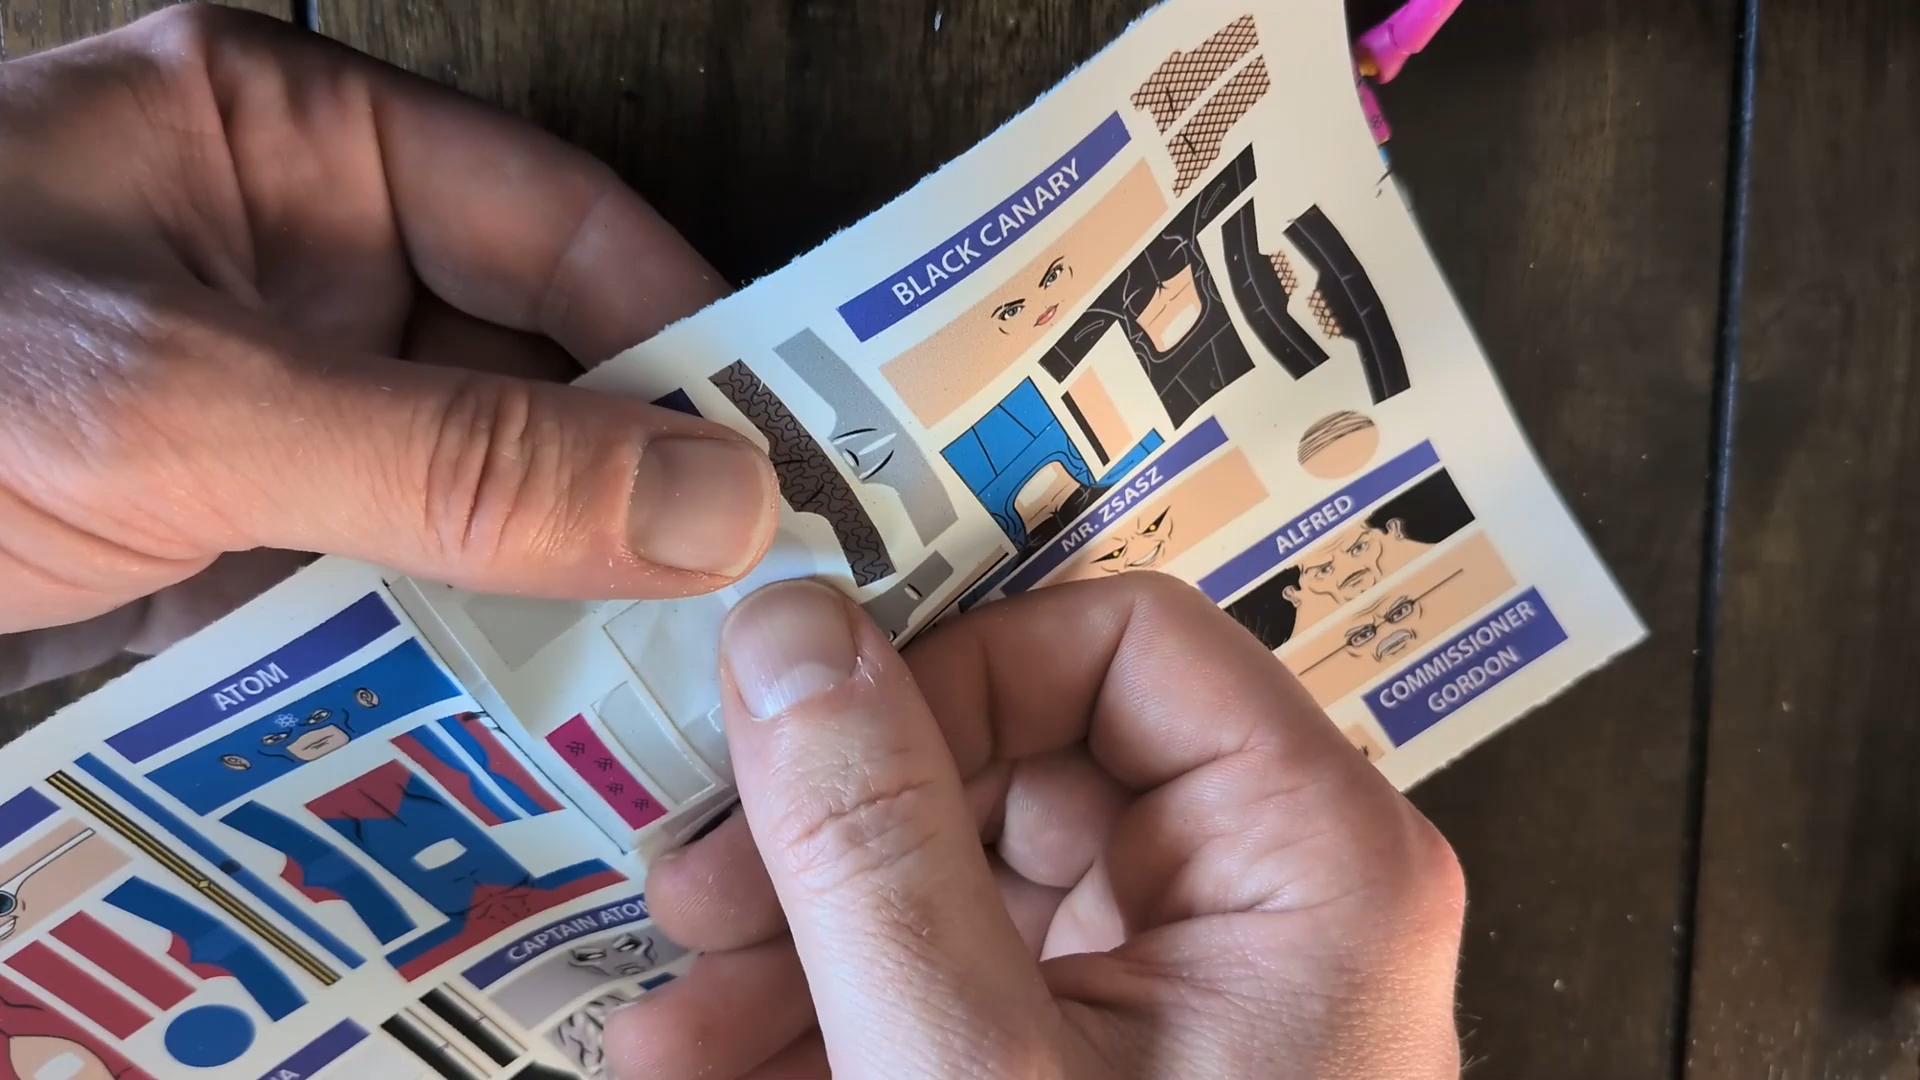 BLACK CANARY
MR. ZSASZ
ALFRED
COMMISSIONER
GORDON
ATOM
CAPTAIN ATOM